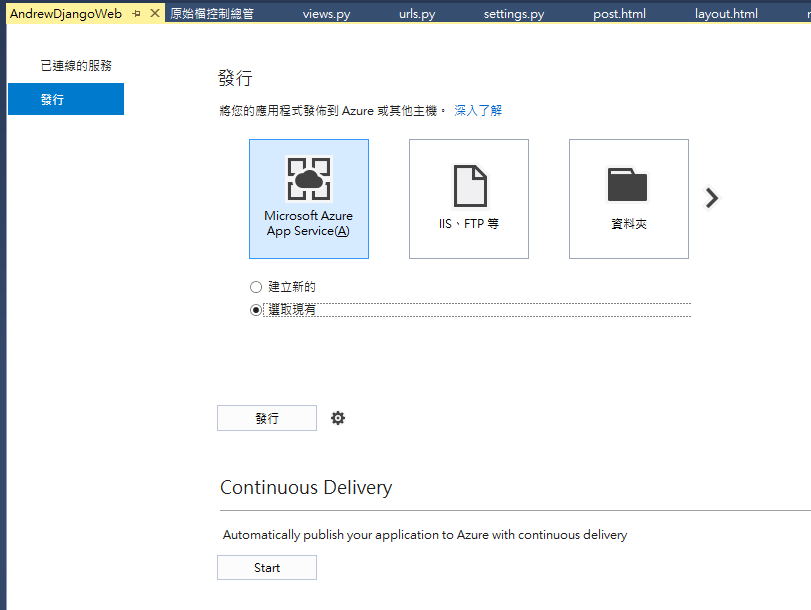 AndrewDjangoWeb 原始檔控制總管 views.py urls.py settings.py post.html layout.html
已連線的服務
發行
發行
將您的應用程式發佈到 Azure 或其他主機。 深入了解
Microsoft Azure
App Service(A)
IIS、FTP 等
資料夾
建立新的
選取現有
發行
Continuous Delivery
Automatically publish your application to Azure with continuous delivery
Start